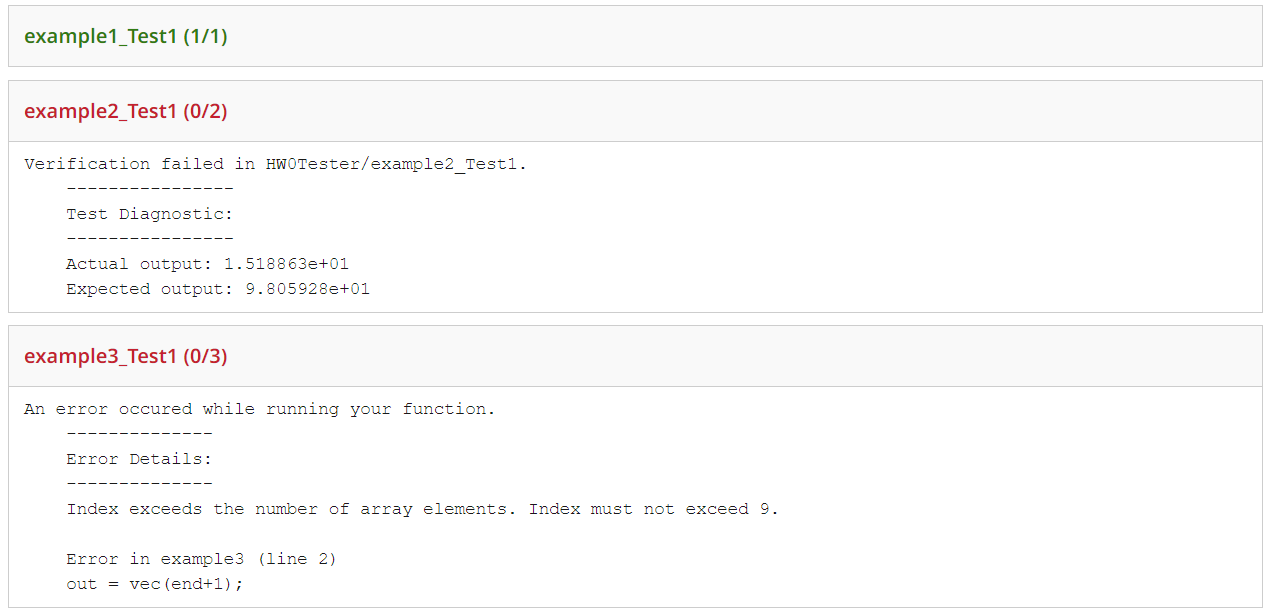 example1_Test1 (1/1)
example2_Test1 (0/2)
Verification failed in HW0Tester/example2_Test1.
----------------
Test Diagnostic:
----------------
Actual output: 1.518863e+01
Expected output: 9.805928e+01
example3_Test1 (0/3)
An error occured while running your function.
--------------
Error Details:
--------------
Index exceeds the number of array elements. Index must not exceed 9.
Error in example3 (line 2)
out = vec(end+1);